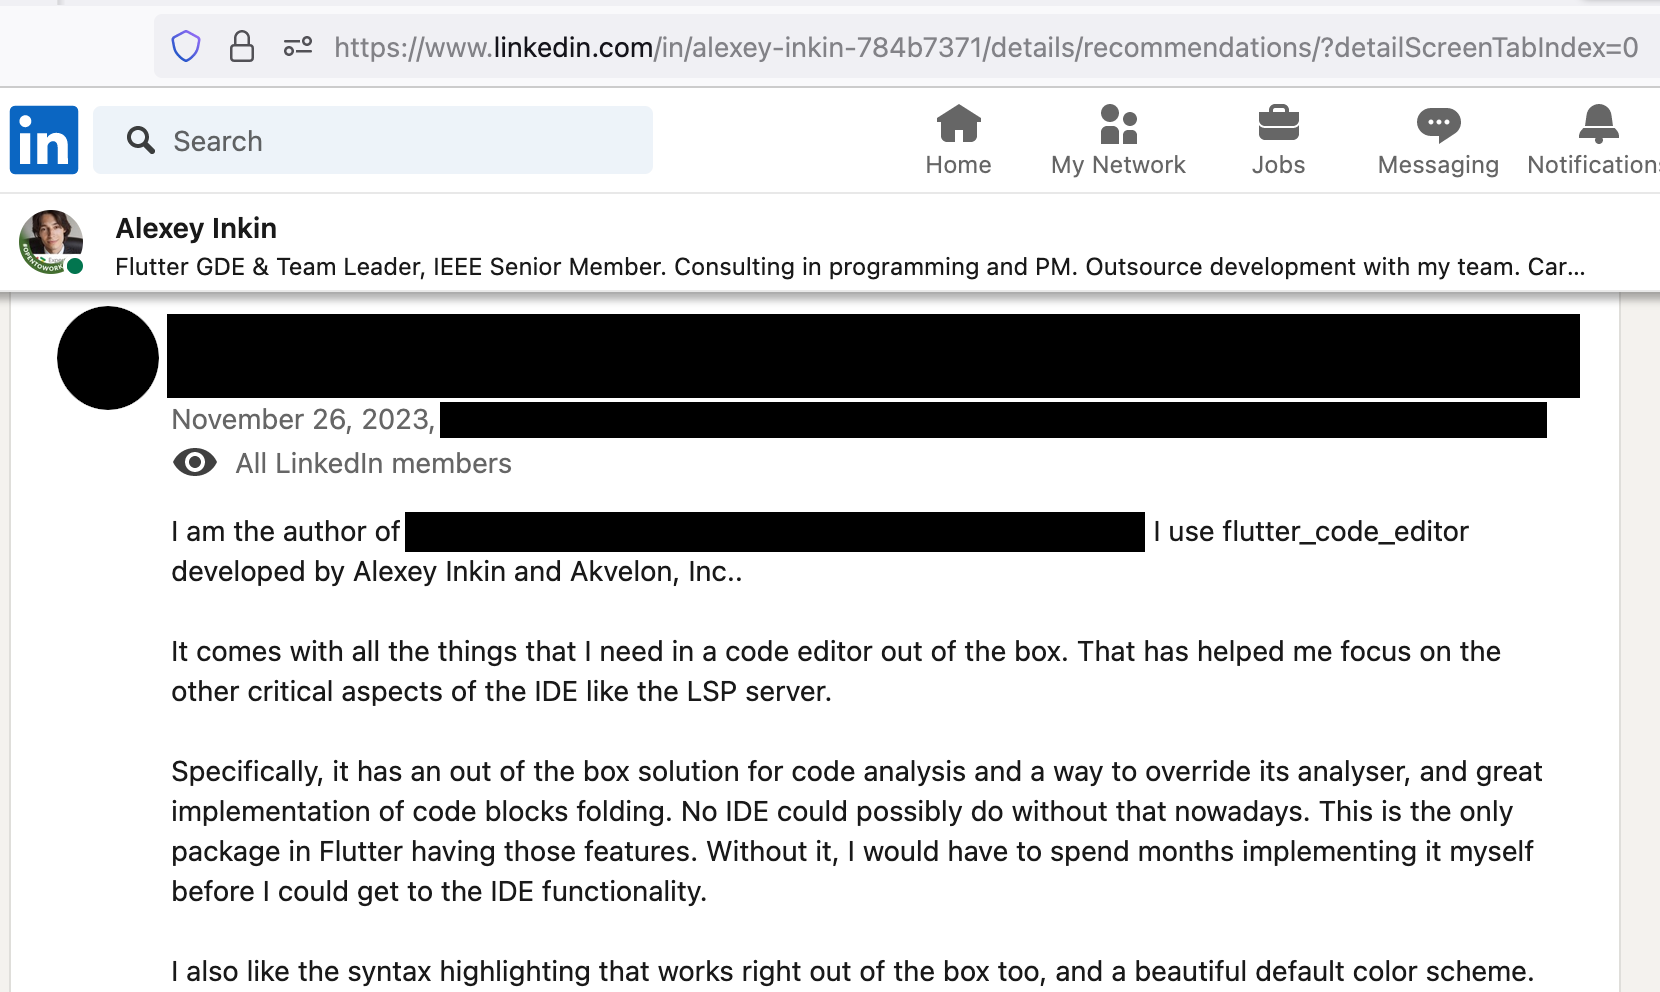 https://www.linkedin.com/in/alexey-inkin-784b7371/details/recommendations/?detailScreenTabIndex=0
in Search Home My Network Jobs Messaging Notifications
Alexey Inkin
Flutter GDE & Team Leader, IEEE Senior Member. Consulting in programming and PM. Outsource development with my team. Car...
#OPENTOWORK
November 26, 2023,
All LinkedIn members
I am the author of I use flutter_code_editor
developed by Alexey Inkin and Akvelon, Inc..
It comes with all the things that I need in a code editor out of the box. That has helped me focus on the
other critical aspects of the IDE like the LSP server.
Specifically, it has an out of the box solution for code analysis and a way to override its analyser, and great
implementation of code blocks folding. No IDE could possibly do without that nowadays. This is the only
package in Flutter having those features. Without it, I would have to spend months implementing it myself
before I could get to the IDE functionality.
I also like the syntax highlighting that works right out of the box too, and a beautiful default color scheme.